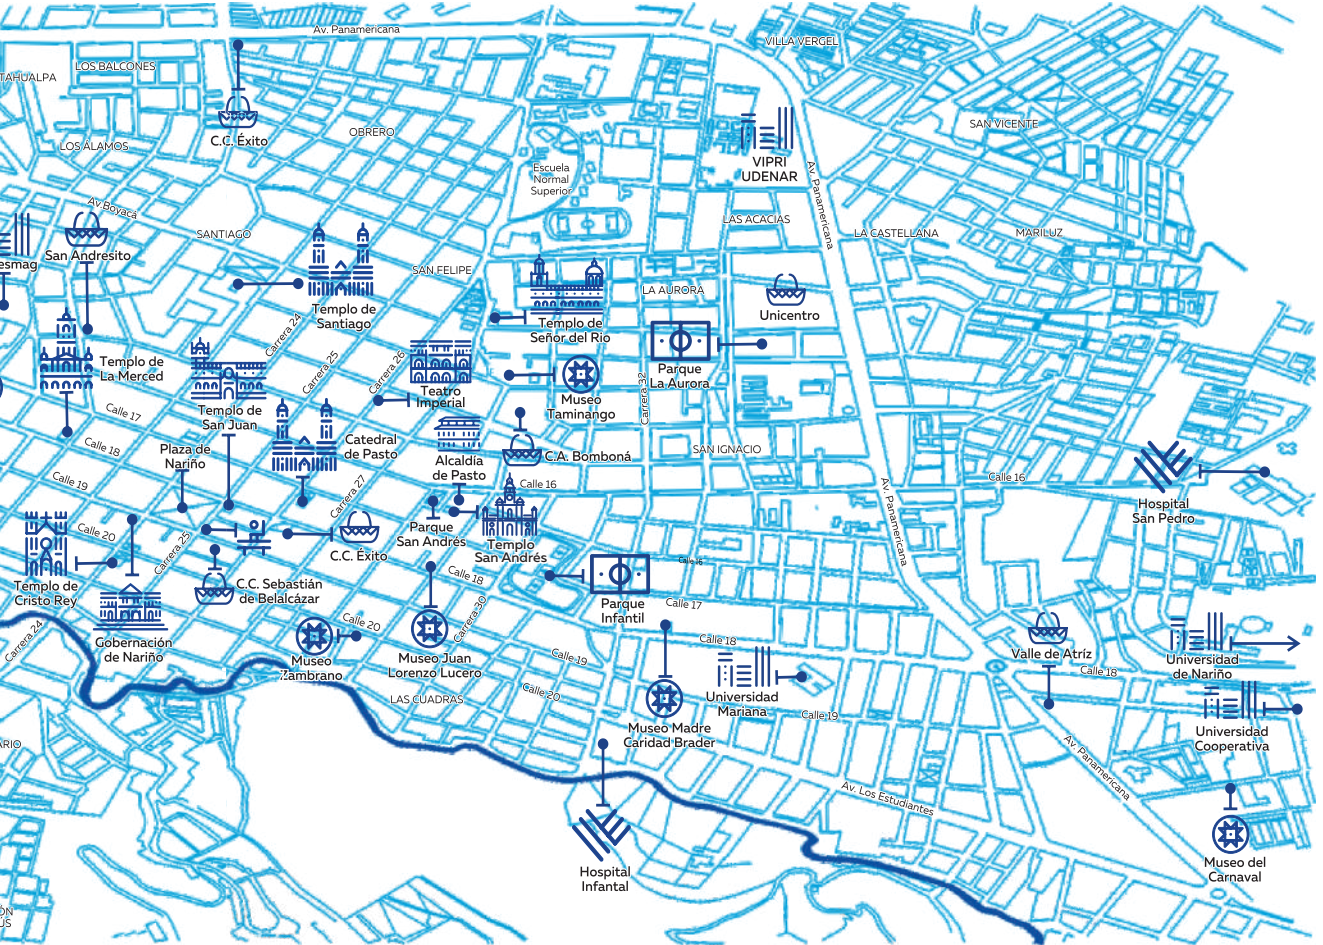 Av. Panamericana
VILLA VERGEL
LOS BALCONES
TAHUALPA
SAN VICENTE
OBRERO
C.C. Éxito
LOS ÁLAMOS
VIPRI
UDENAR
Escuela
Normal
Superior
Av. Panamericana
Av.Boyacá
LAS ACACIAS
SANTIAGO
LA CASTELLANA
MARILUZ
San Andresito
esmag
SAN FELIPE
LA AURORA
Templo de
Santiago
Unicentro
Templo de
Señor del Río
Carrera 24
Carrera 25
Carrera 26
Templo de
La Merced
Parque
La Aurora
Teatro
Imperial
Museo
Taminango
Carrera 32
Calle 17
Templo de
San Juan
Calle 18
Catedral
de Pasto
Plaza de
Nariño
Alcaldía
de Pasto
C.A. Bomboná
SAN IGNACIO
Calle 19
Calle 16
Calle 16
Carrera 27
Av. Panamericana
Hospital
San Pedro
Calle 20
Carrera 25
Parque
San Andrés
C.C. Éxito
Templo
San Andrés
Calle 16
Templo de
Cristo Rey
C.C. Sebastián
de Belalcázar
Calle 18
Parque
Infantil
Calle 17
Carrera 30
Calle 20
Carrera 24
Gobernación
de Nariño
Calle 18
Valle de Atríz
Museo
Zambrano
Museo Juan
Lorenzo Lucero
Calle 19
Universidad
de Nariño
Calle 18
LAS CUADRAS
Calle 20
Universidad
Mariana
Calle 19
Museo Madre
Caridad Brader
Universidad
Cooperativa
ARIO
Av. Panamericana
Av. Los Estudiantes
Hospital
Infantal
Museo del
Carnaval
ÓN
ÚS